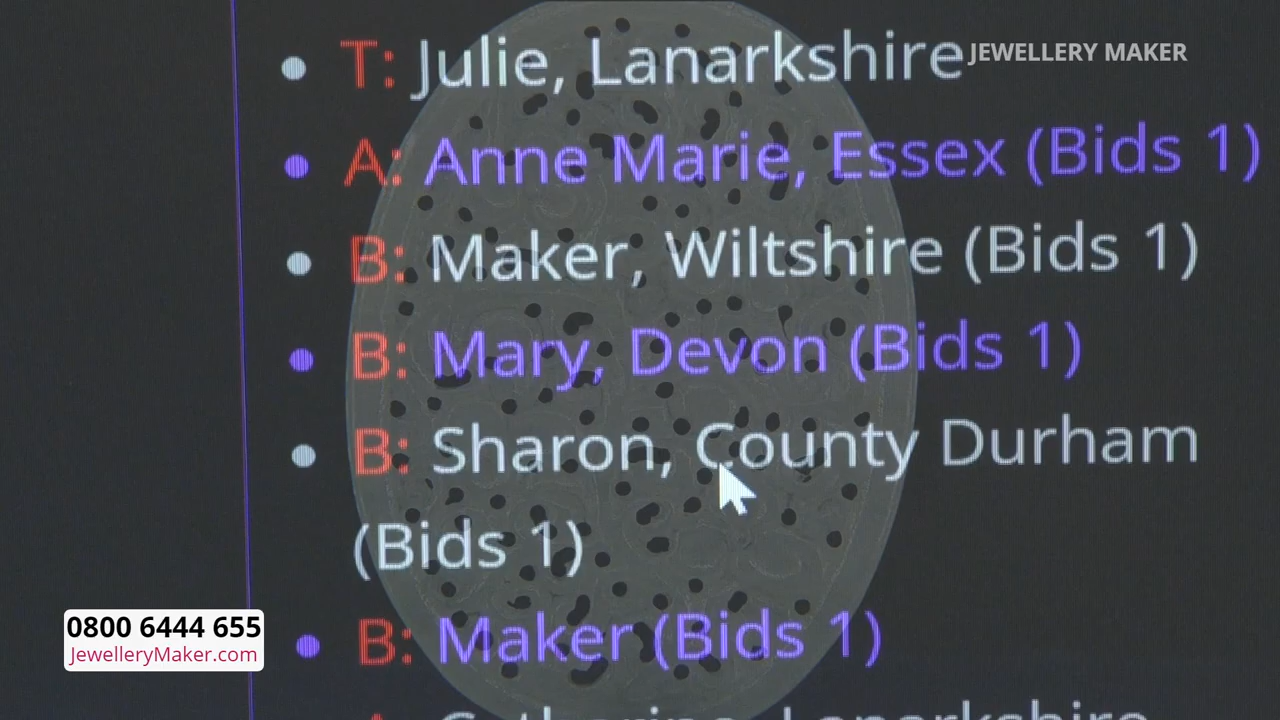 T: Julie, Lanarkshire
JEWELLERY MAKER
A: Anne Marie, Essex (Bids 1)
B: Maker, Wiltshire (Bids 1)
B: Mary, Devon (Bids 1)
B: Sharon, County Durham
(Bids 1)
B: Maker (Bids 1)
0800 6444 655
JewelleryMaker.com